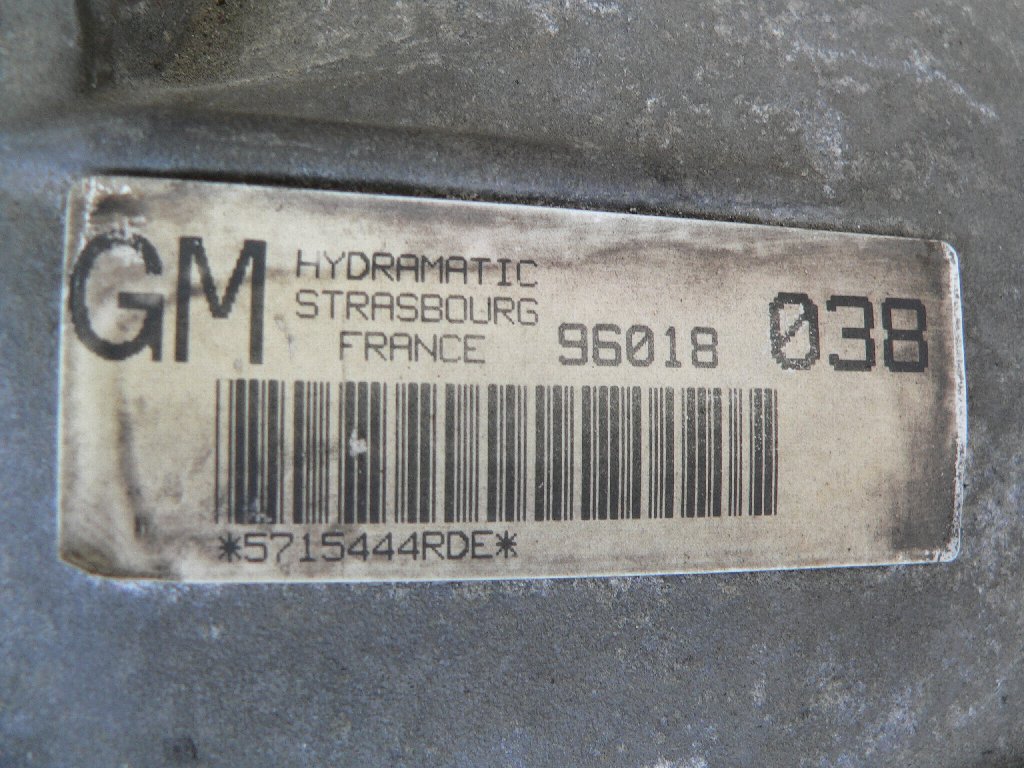 GM HYDRAMATIC
STRASBOURG
FRANCE 96018 038
*5715444RDE*